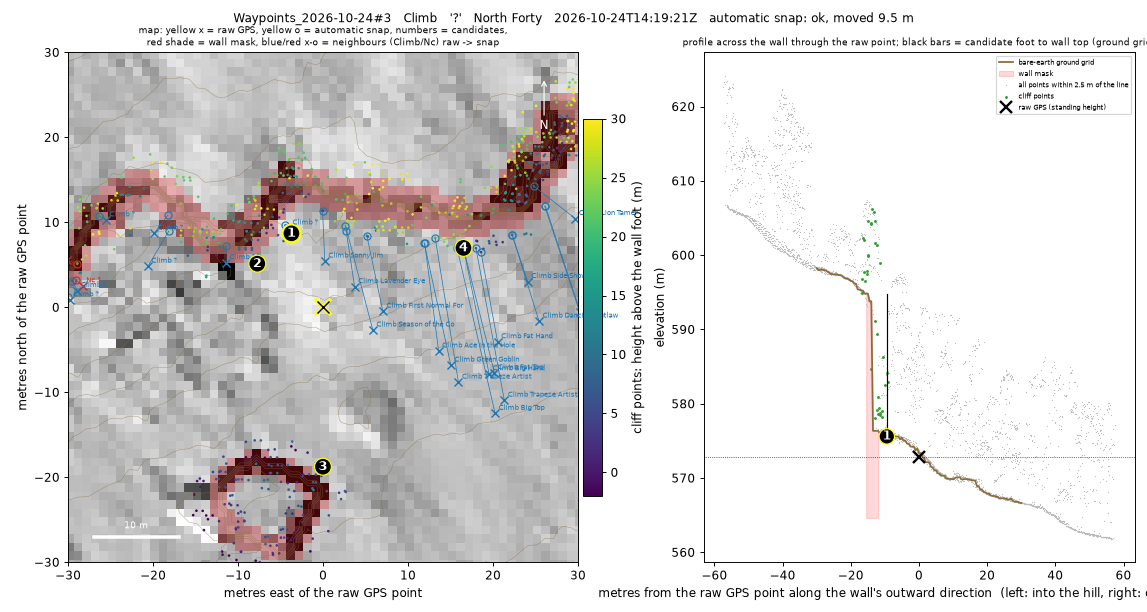 Waypoints_2026-10-24#3 Climb '?' North Forty 2026-10-24T14:19:21Z automatic snap: ok, moved 9.5 m
map: yellow x = raw GPS, yellow o = automatic snap, numbers = candidates,
red shade = wall mask, blue/red x-o = neighbours (Climb/Nc) raw -> snap
profile across the wall through the raw point; black bars = candidate foot to wall top (ground gri
metres north of the raw GPS point
30
20
10
0
−10
−20
−30
−30 −20 −10 0 10 20 30
metres east of the raw GPS point
N
10 m
1
2
3
4
Climb ?
Climb ?
Climb Sonny Jim
Climb Lavender Eye
Climb First Normal For
Climb Season of the Co
Climb Fat Hand
Climb Ace in the Hole
Climb Green Goblin
Climb Trapeze Artist
Climb Big Top
Climb Side Sho
30
25
20
15
10
5
0
cliff points: height above the wall foot (m)
elevation (m)
620
610
600
590
580
570
560
−60 −40 −20 0 20 40 60
metres from the raw GPS point along the wall's outward direction (left: into the hill, right:
bare-earth ground grid
wall mask
all points within 2.5 m of the line
cliff points
raw GPS (standing height)
1